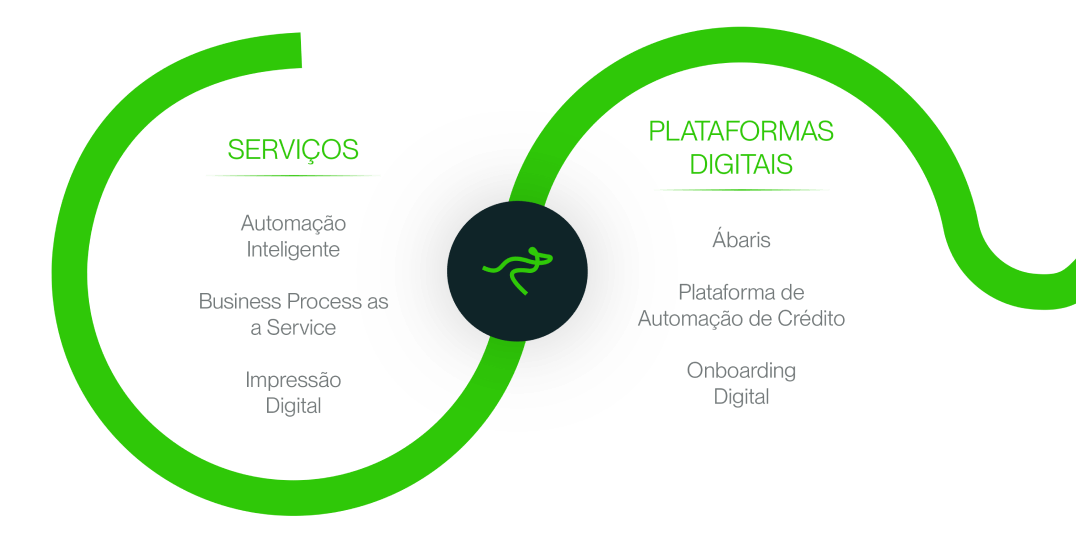 SERVIÇOS
Automação
Inteligente
Business Process as
a Service
Impressão
Digital
PLATAFORMAS
DIGITAIS
Ábaris
Plataforma de
Automação de Crédito
Onboarding
Digital